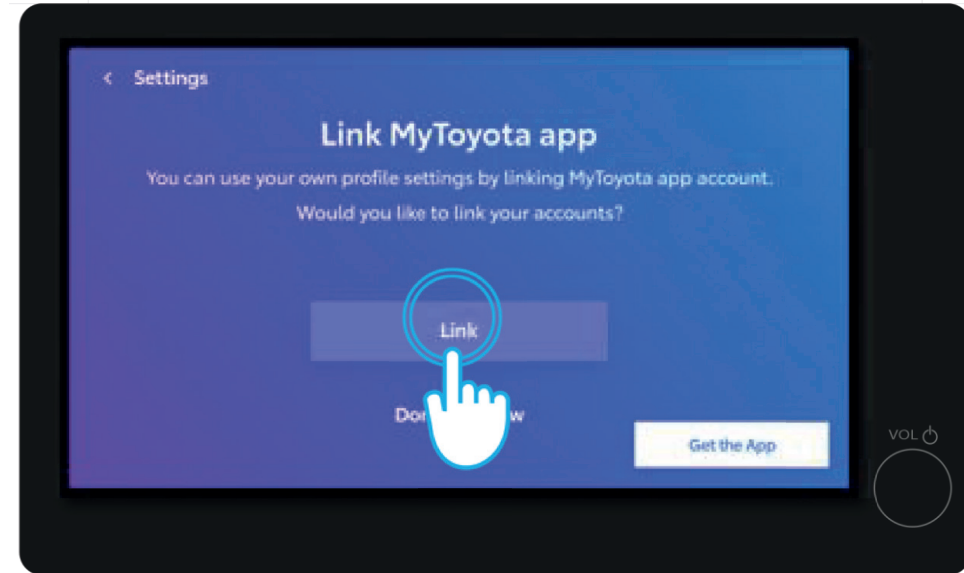 Settings
Link MyToyota app
You can use your own profile settings by linking MyToyota app account.
Would you like to link your accounts?
Link
Get the App
VOL